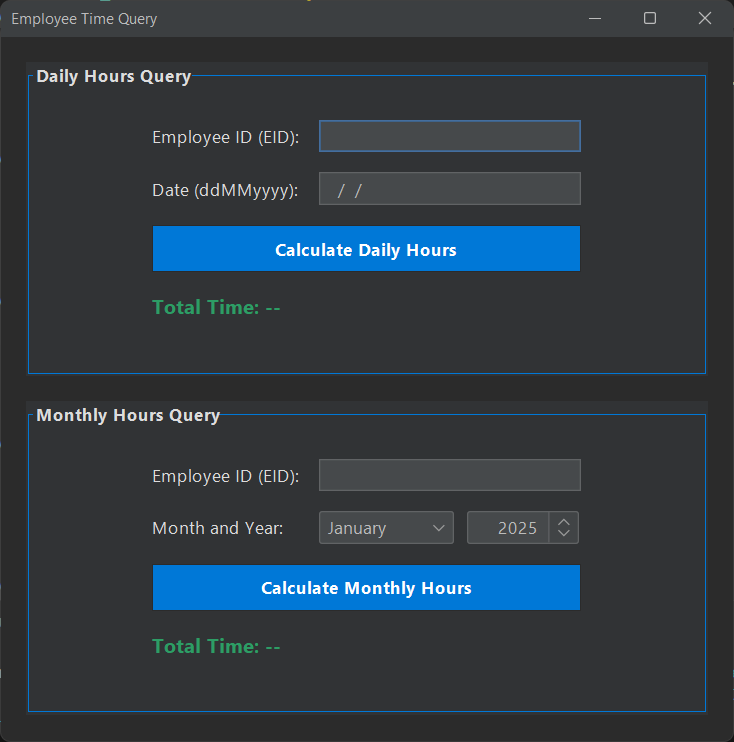 Employee Time Query
Daily Hours Query
Employee ID (EID):
Date (ddMMyyyy): / /
Calculate Daily Hours
Total Time: --
Monthly Hours Query
Employee ID (EID):
Month and Year: January 2025
Calculate Monthly Hours
Total Time: --